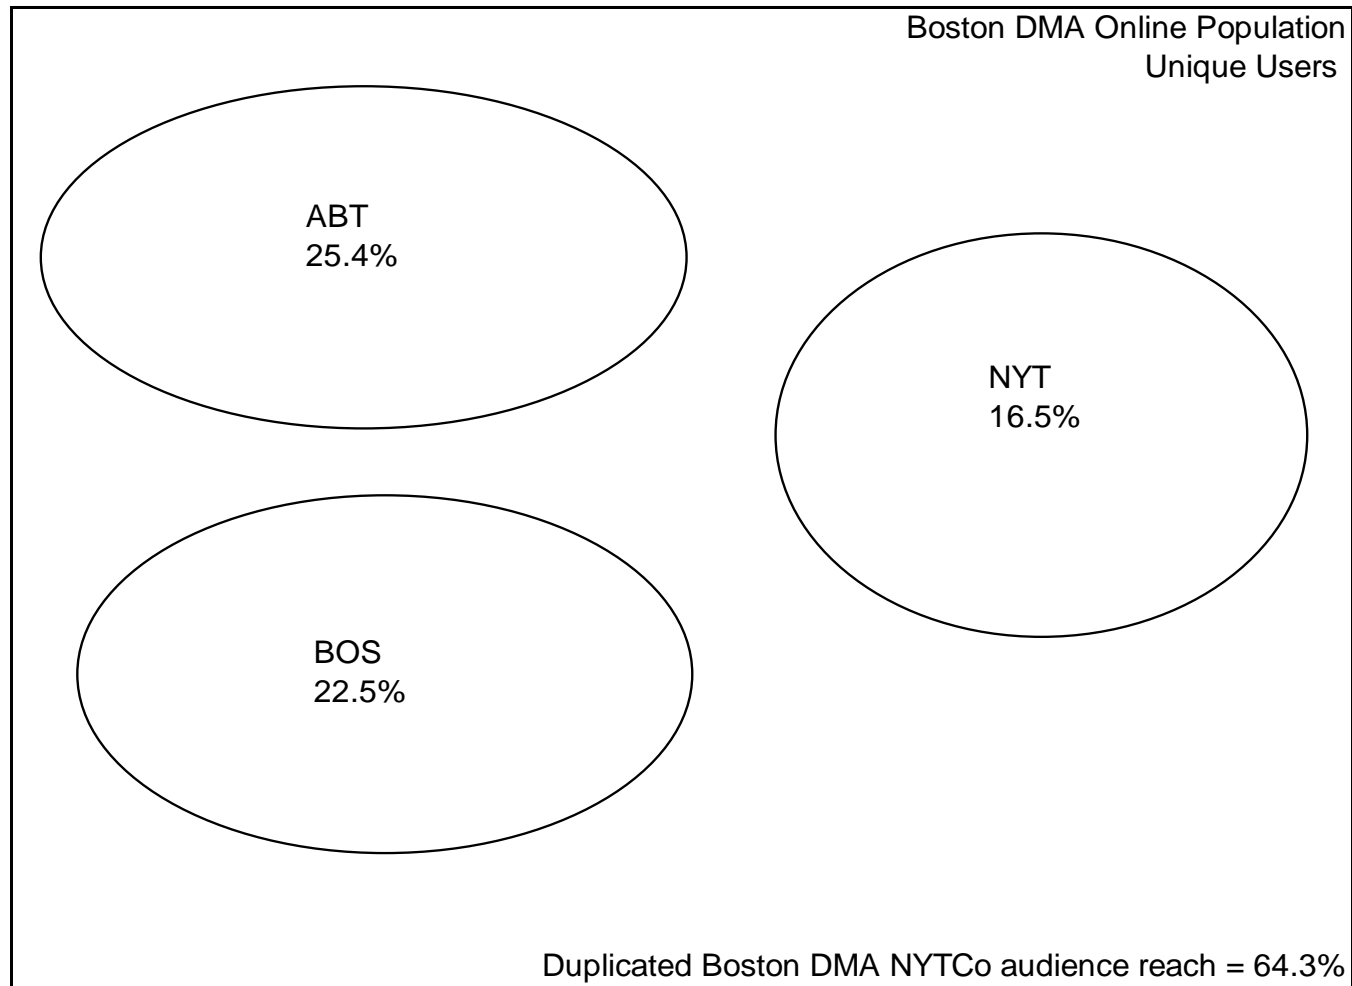 Boston DMA Online Population
Unique Users
ABT
25.4%
NYT
16.5%
BOS
22.5%
Duplicated Boston DMA NYTCo audience reach = 64.3%